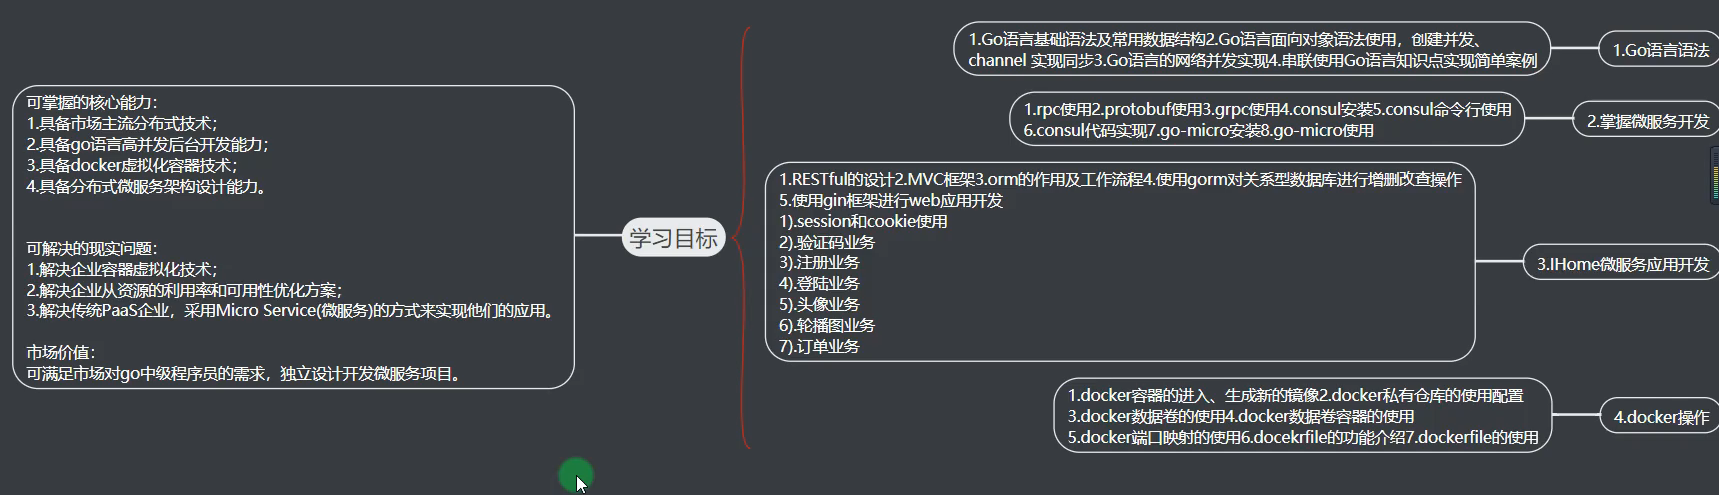 可掌握的核心能力：
1.具备市场主流分布式技术；
2.具备go语言高并发后台开发能力；
3.具备docker虚拟化容器技术；
4.具备分布式微服务架构设计能力。
可解决的现实问题：
1.解决企业容器虚拟化技术；
2.解决企业从资源的利用率和可用性优化方案；
3.解决传统PaaS企业，采用Micro Service(微服务)的方式来实现他们的应用。
市场价值：
可满足市场对go中级程序员的需求，独立设计开发微服务项目。
学习目标
1.Go语言基础语法及常用数据结构2.Go语言面向对象语法使用，创建并发、
channel 实现同步3.Go语言的网络并发实现4.串联使用Go语言知识点实现简单案例
1.Go语言语法
1.rpc使用2.protobuf使用3.grpc使用4.consul安装5.consul命令行使用
6.consul代码实现7.go-micro安装8.go-micro使用
2.掌握微服务开发
1.RESTful的设计2.MVC框架3.orm的作用及工作流程4.使用gorm对关系型数据库进行增删改查操作
5.使用gin框架进行web应用开发
1).session和cookie使用
2).验证码业务
3).注册业务
4).登陆业务
5).头像业务
6).轮播图业务
7).订单业务
3.IHome微服务应用开发
1.docker容器的进入、生成新的镜像2.docker私有仓库的使用配置
3.docker数据卷的使用4.docker数据卷容器的使用
5.docker端口映射的使用6.docekrfile的功能介绍7.dockerfile的使用
4.docker操作